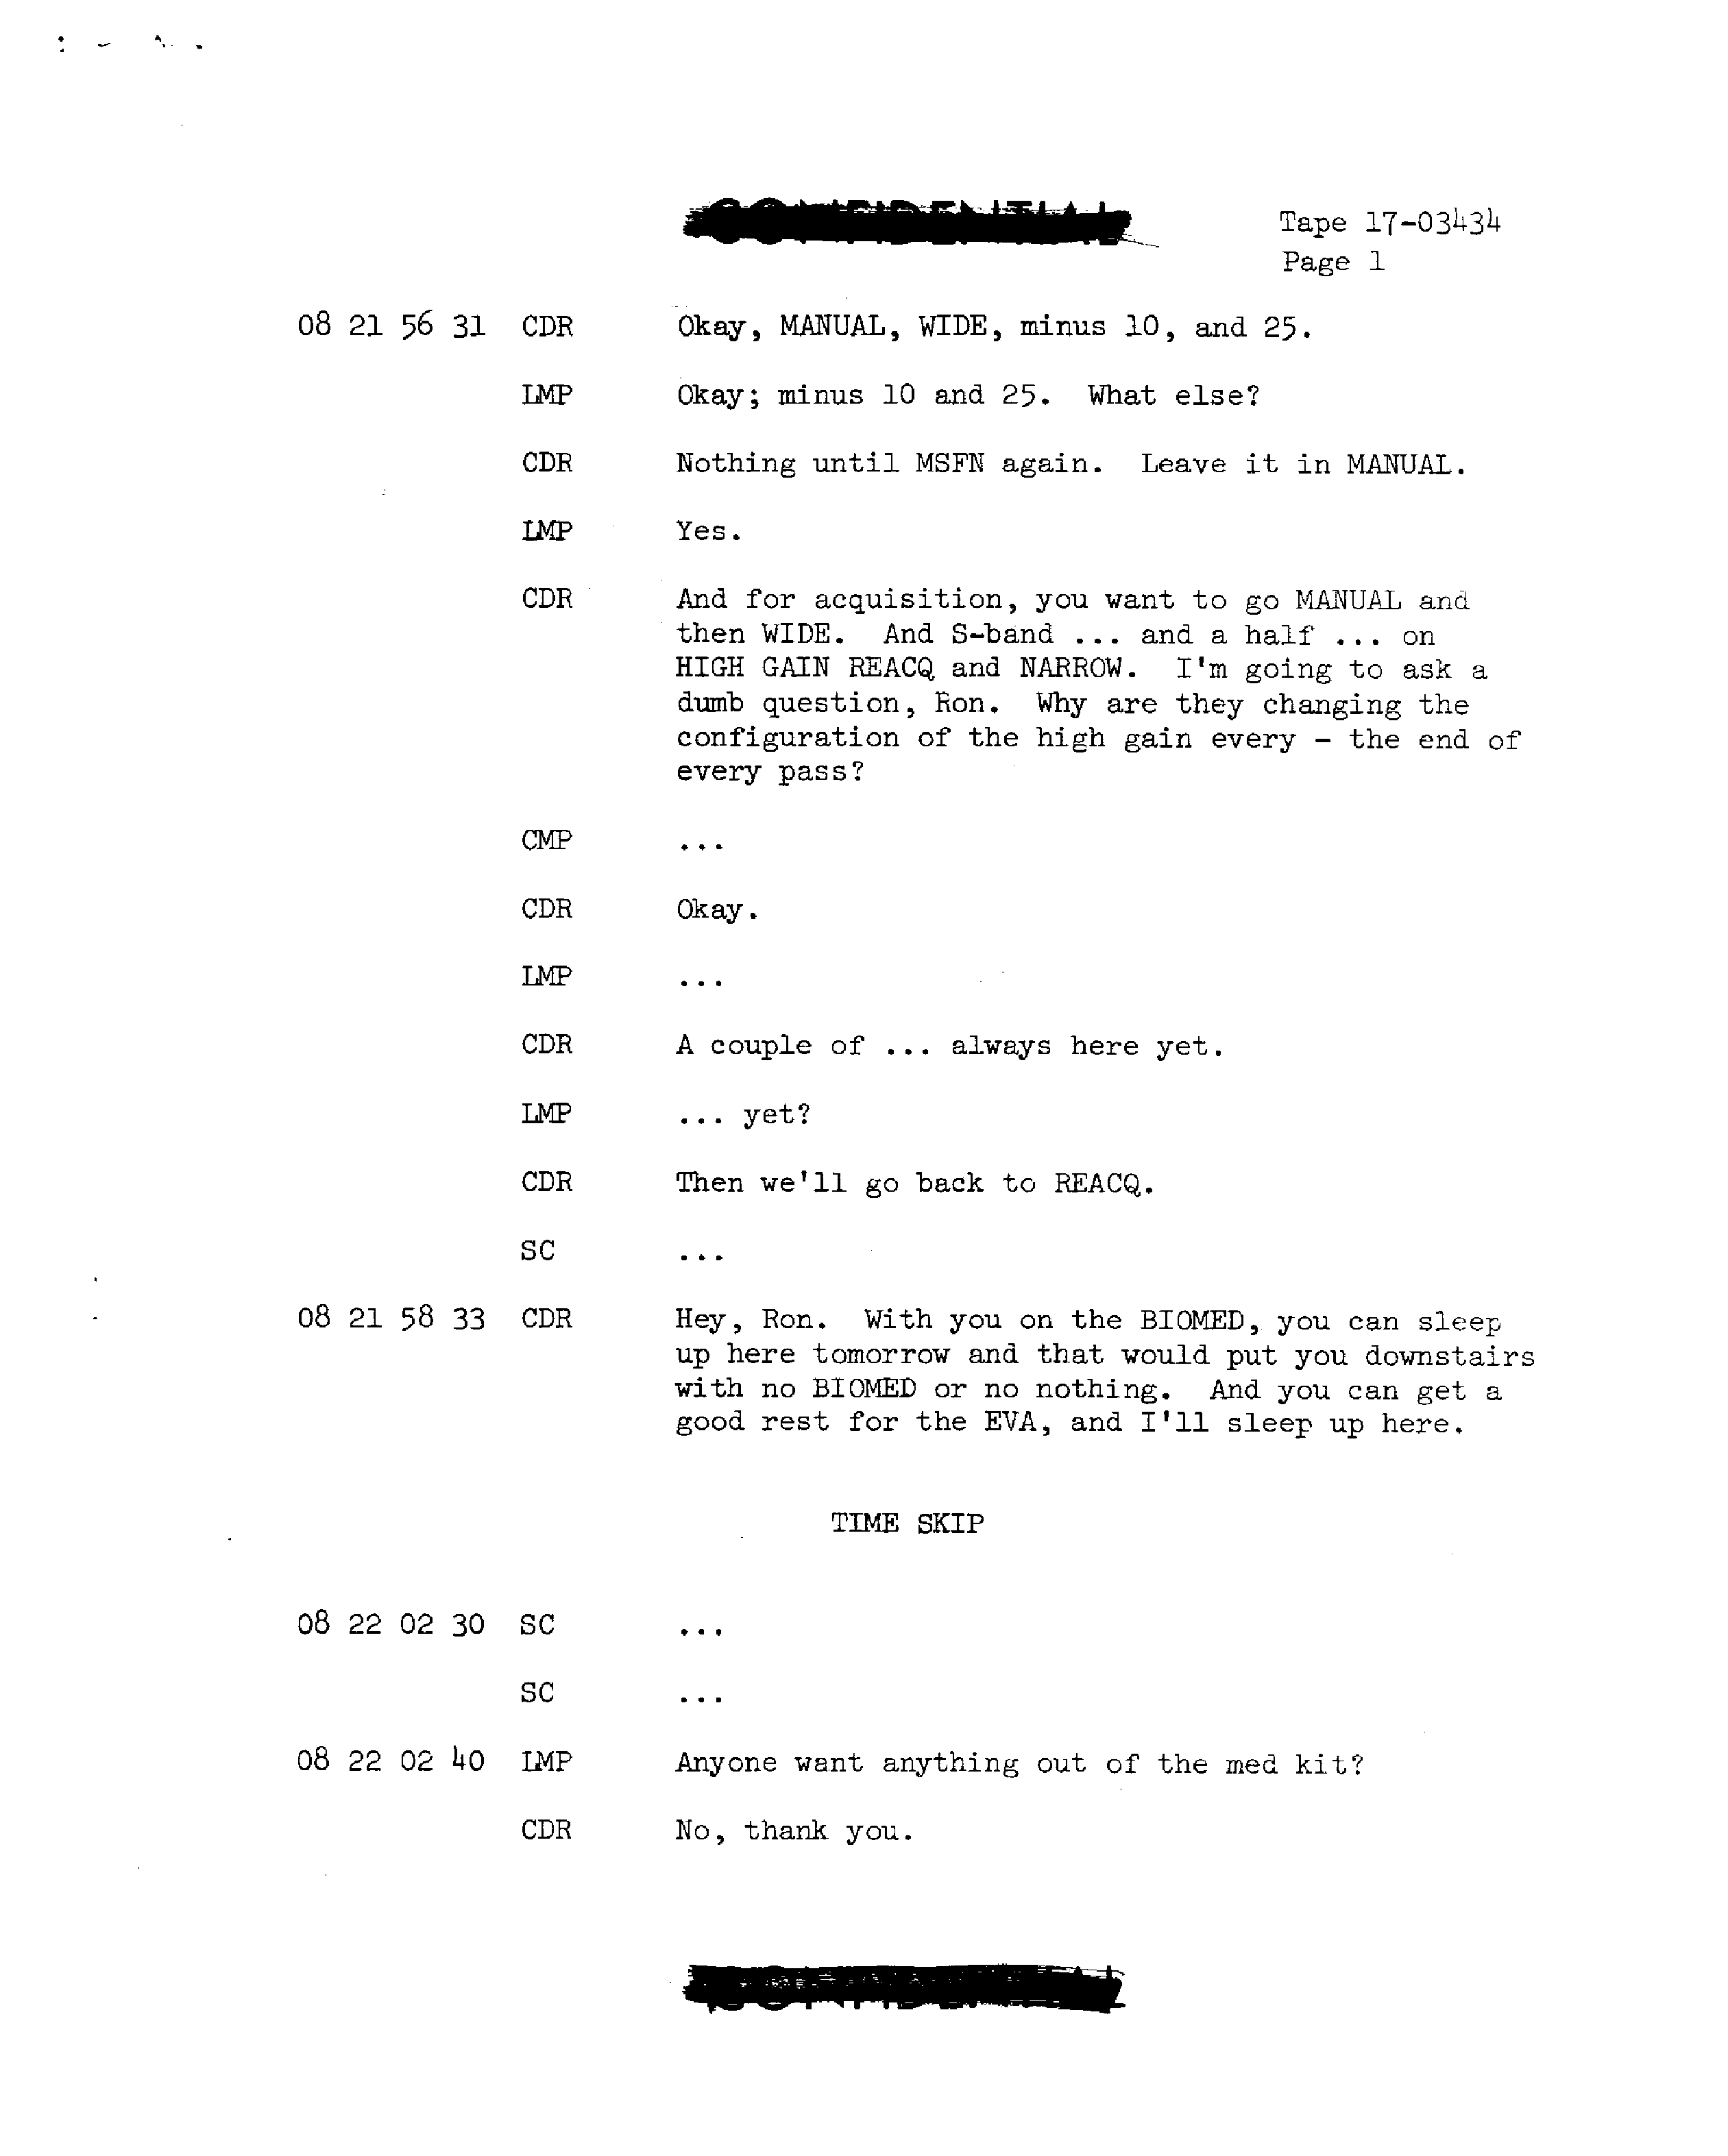 CONFIDENTIAL
Tape 17-03434
Page 1
08 21 56 31 CDR Okay, MANUAL, WIDE, minus 10, and 25.
LMP Okay; minus 10 and 25. What else?
CDR Nothing until MSFN again. Leave it in MANUAL.
LMP Yes.
CDR And for acquisition, you want to go MANUAL and
then WIDE. And S-band ... and a half ... on
HIGH GAIN REACQ and NARROW. I'm going to ask a
dumb question, Ron. Why are they changing the
configuration of the high gain every - the end of
every pass?
CMP ...
CDR Okay.
LMP ...
CDR A couple of ... always here yet.
LMP ... yet?
CDR Then we'll go back to REACQ.
SC ...
08 21 58 33 CDR Hey, Ron. With you on the BIOMED, you can sleep
up here tomorrow and that would put you downstairs
with no BIOMED or no nothing. And you can get a
good rest for the EVA, and I'll sleep up here.
TIME SKIP
08 22 02 30 SC ...
SC ...
08 22 02 40 LMP Anyone want anything out of the med kit?
CDR No, thank you.